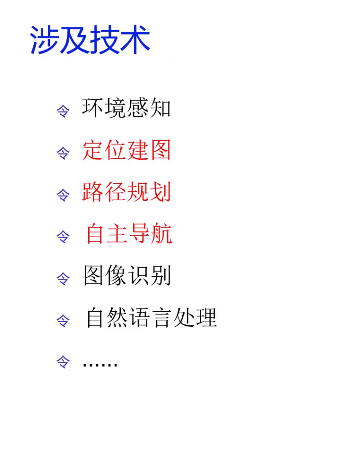 涉及技术
令 环境感知
令 定位建图
令 路径规划
令 自主导航
令 图像识别
令 自然语言处理
令 ......